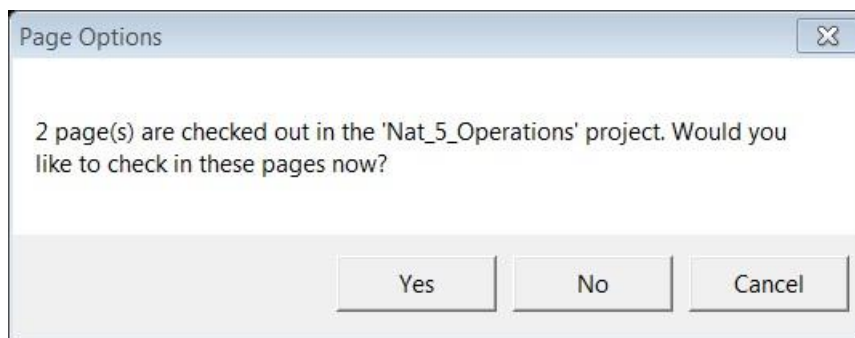 Page Options
2 page(s) are checked out in the 'Nat_5_Operations' project. Would you
like to check in these pages now?
Yes No Cancel